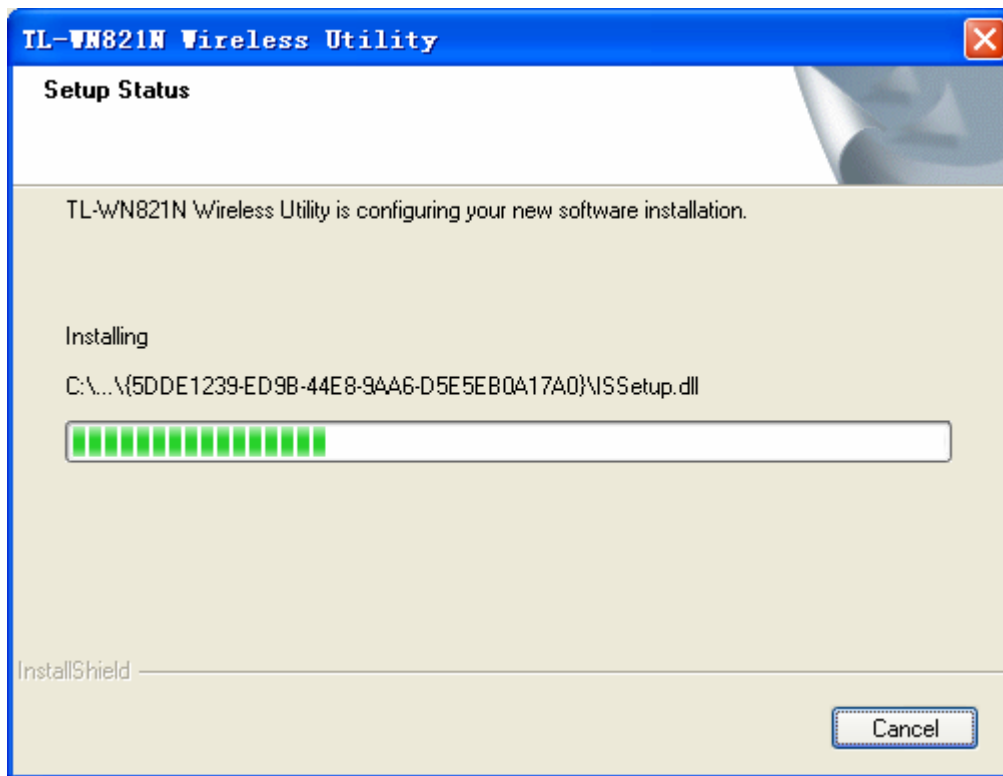 TL-WN821N Wireless Utility
Setup Status
TL-WN821N Wireless Utility is configuring your new software installation.
Installing
C:\...\{5DDE1239-ED9B-44E8-9AA6-D5E5EB0A17A0}\ISSetup.dll
InstallShield
Cancel